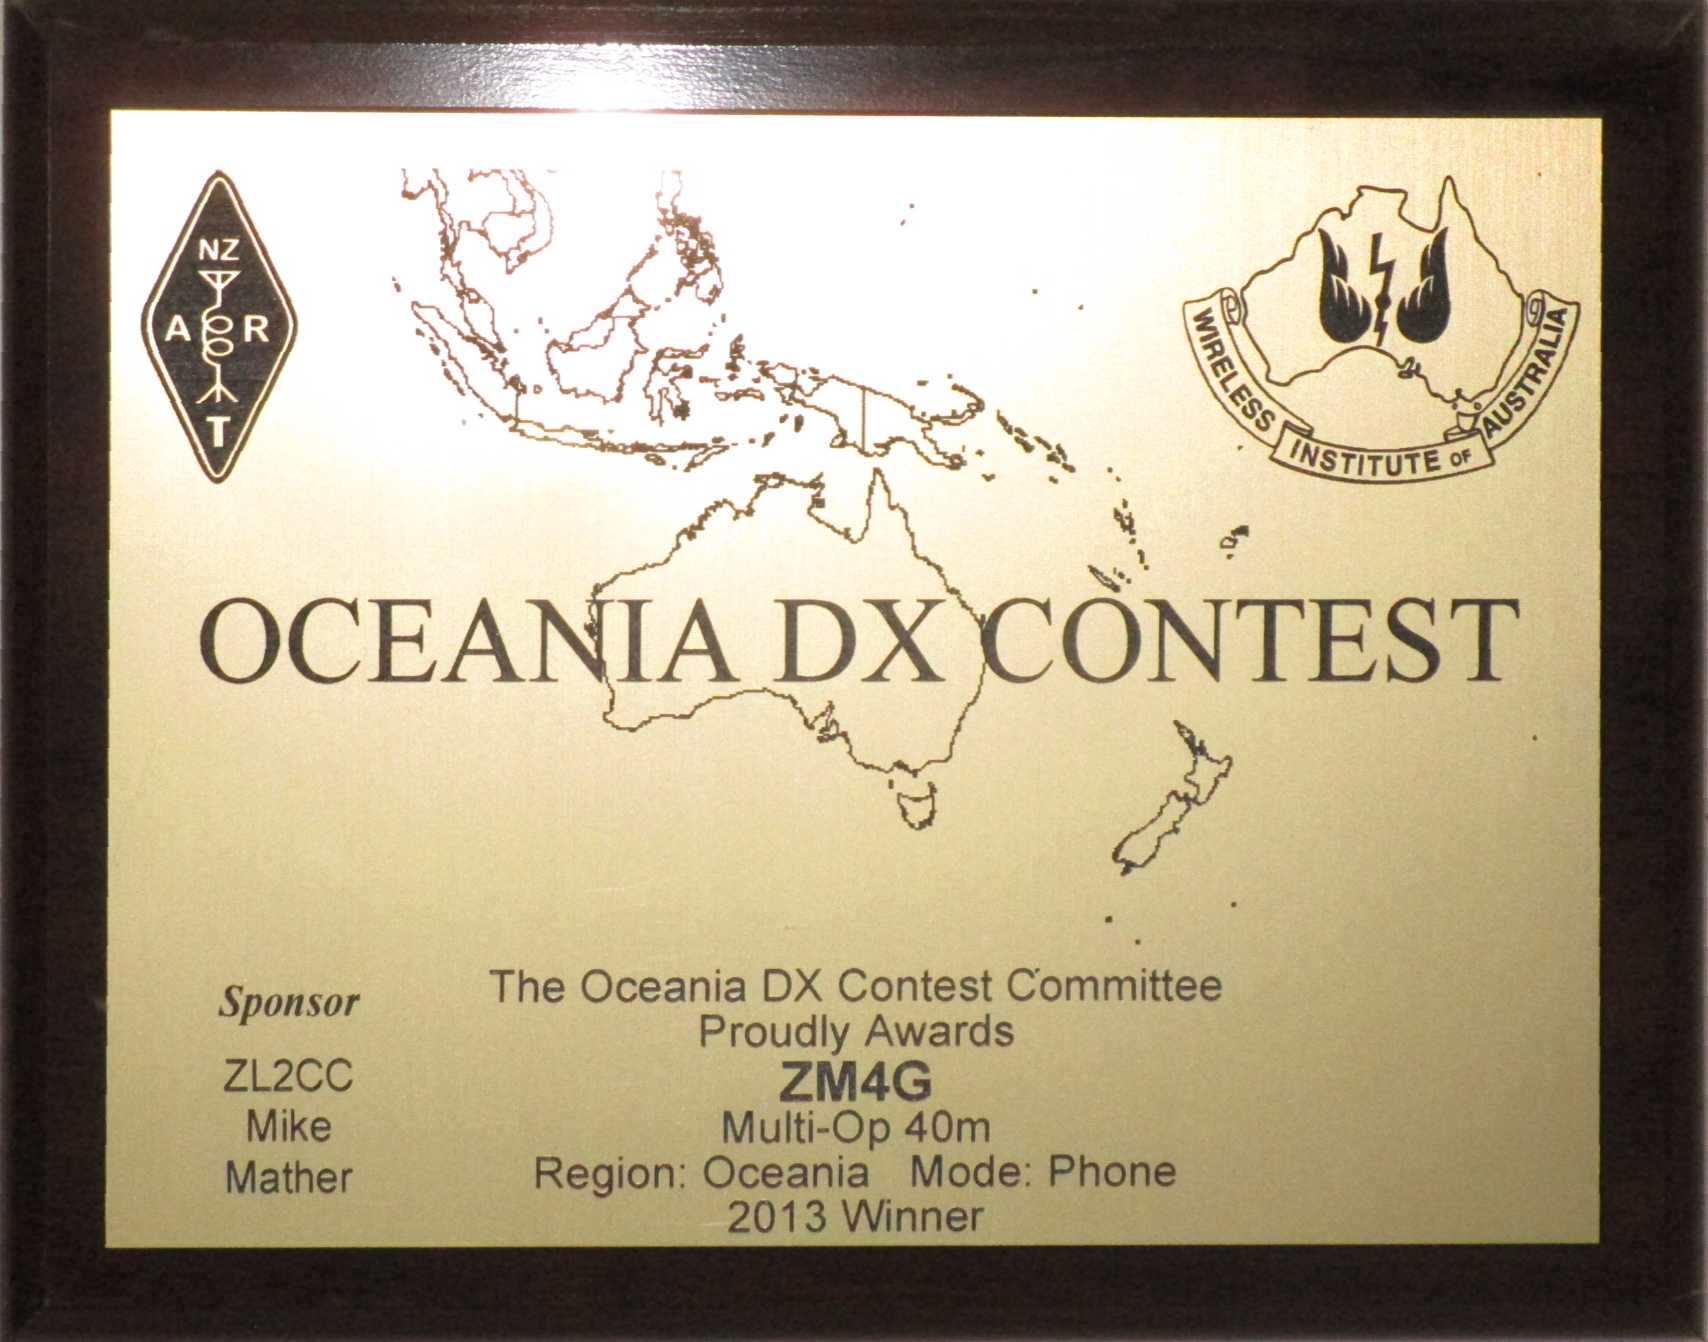 NZ
A R
T
WIRELESS INSTITUTE OF AUSTRALIA
OCEANIA DX CONTEST
Sponsor
ZL2CC
Mike
Mather
The Oceania DX Contest Committee
Proudly Awards
ZM4G
Multi-Op 40m
Region: Oceania Mode: Phone
2013 Winner